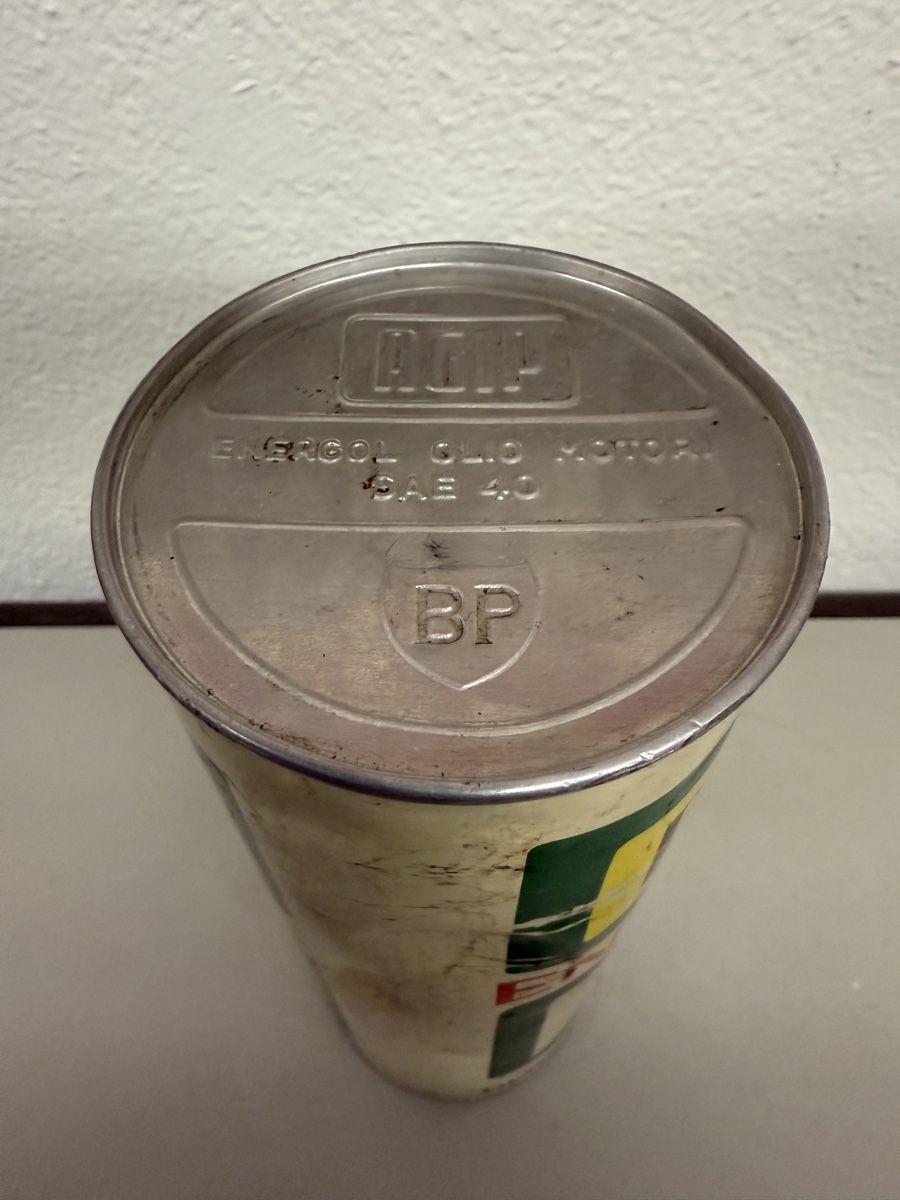 AGIP
ENERGOL OLIO MOTORI
SAE 40
BP